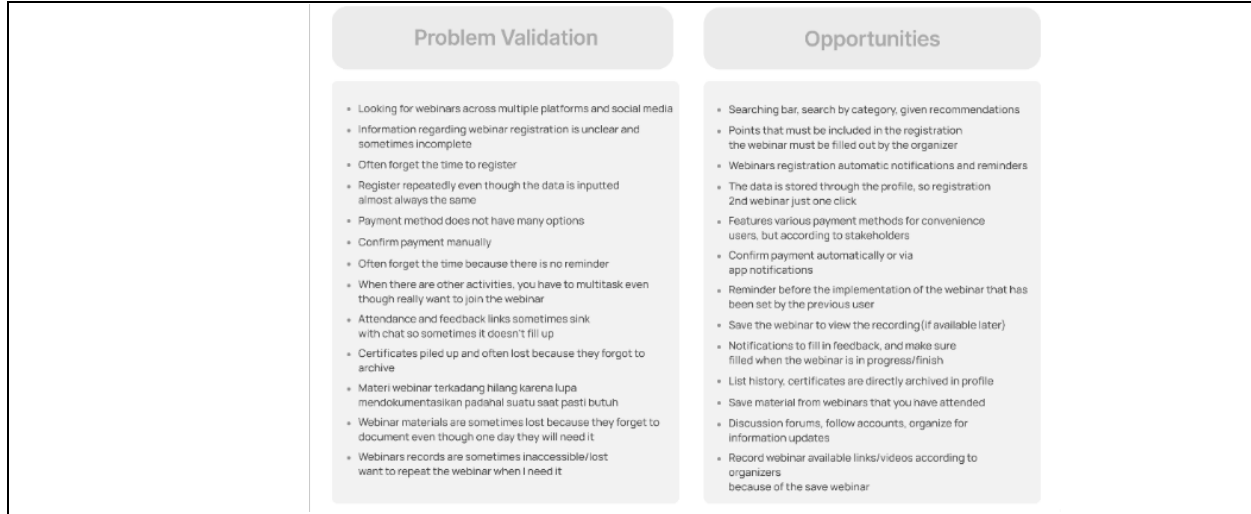 Problem Validation
Looking for webinars across multiple platforms and social media
Information regarding webinar registration is unclear and
sometimes incomplete
Often forget the time to register
Register repeatedly even though the data is inputted
almost always the same
Payment method does not have many options
Confirm payment manually
Often forget the time because there is no reminder
When there are other activities, you have to multitask even
though really want to join the webinar
Attendance and feedback links sometimes sink
with chat so sometimes it doesn't fill up
Certificates piled up and often lost because they forgot to
archive
Materi webinar terkadang hilang karena lupa
mendokumentasikan padahal suatu saat pasti butuh
Webinar materials are sometimes lost because they forget to
document even though one day they will need it
Webinars records are sometimes inaccessible/lost
want to repeat the webinar when I need it
Opportunities
Searching bar, search by category, given recommendations
Points that must be included in the registration
the webinar must be filled out by the organizer
Webinars registration automatic notifications and reminders
The data is stored through the profile, so registration
2nd webinar just one click
Features various payment methods for convenience
users, but according to stakeholders
Confirm payment automatically or via
app notifications
Reminder before the implementation of the webinar that has
been set by the previous user
Save the webinar to view the recording(if available later)
Notifications to fill in feedback, and make sure
filled when the webinar is in progress/finish
List history, certificates are directly archived in profile
Save material from webinars that you have attended
Discussion forums, follow accounts, organize for
information updates
Record webinar available links/videos according to
organizers
because of the save webinar